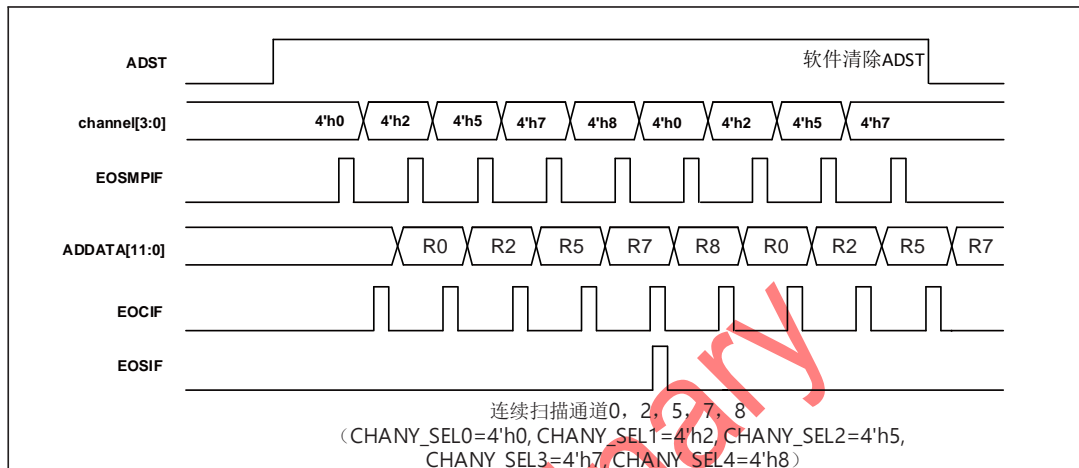 ADST
软件清除ADST
channel[3:0] 4'h0 4'h2 4'h5 4'h7 4'h8 4'h0 4'h2 4'h5 4'h7
EOSMPIF
ADDATA[11:0] R0 R2 R5 R7 R8 R0 R2 R5 R7
EOCIF
EOSIF
连续扫描通道0，2，5，7，8
（CHANY_SEL0=4'h0, CHANY_SEL1=4'h2, CHANY_SEL2=4'h5,
CHANY_SEL3=4'h7, CHANY_SEL4=4'h8）
nary